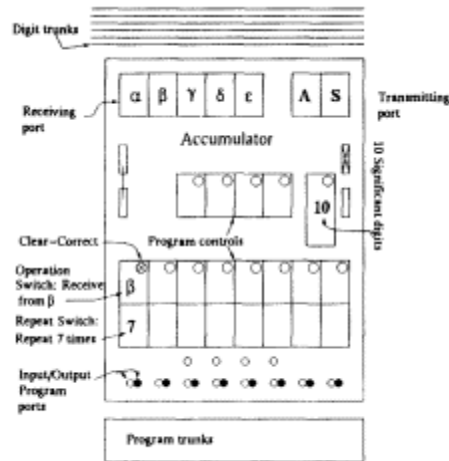 Digit trunks
α β γ δ ε A S
Receiving
port
Transmitting
port
Accumulator
10 Significant digits
10
Clear-Correct
Program controls
Operation
Switch: Receive
from β
β
Repeat Switch:
Repeat 7 times
7
Input/Output
Program
ports
Program trunks